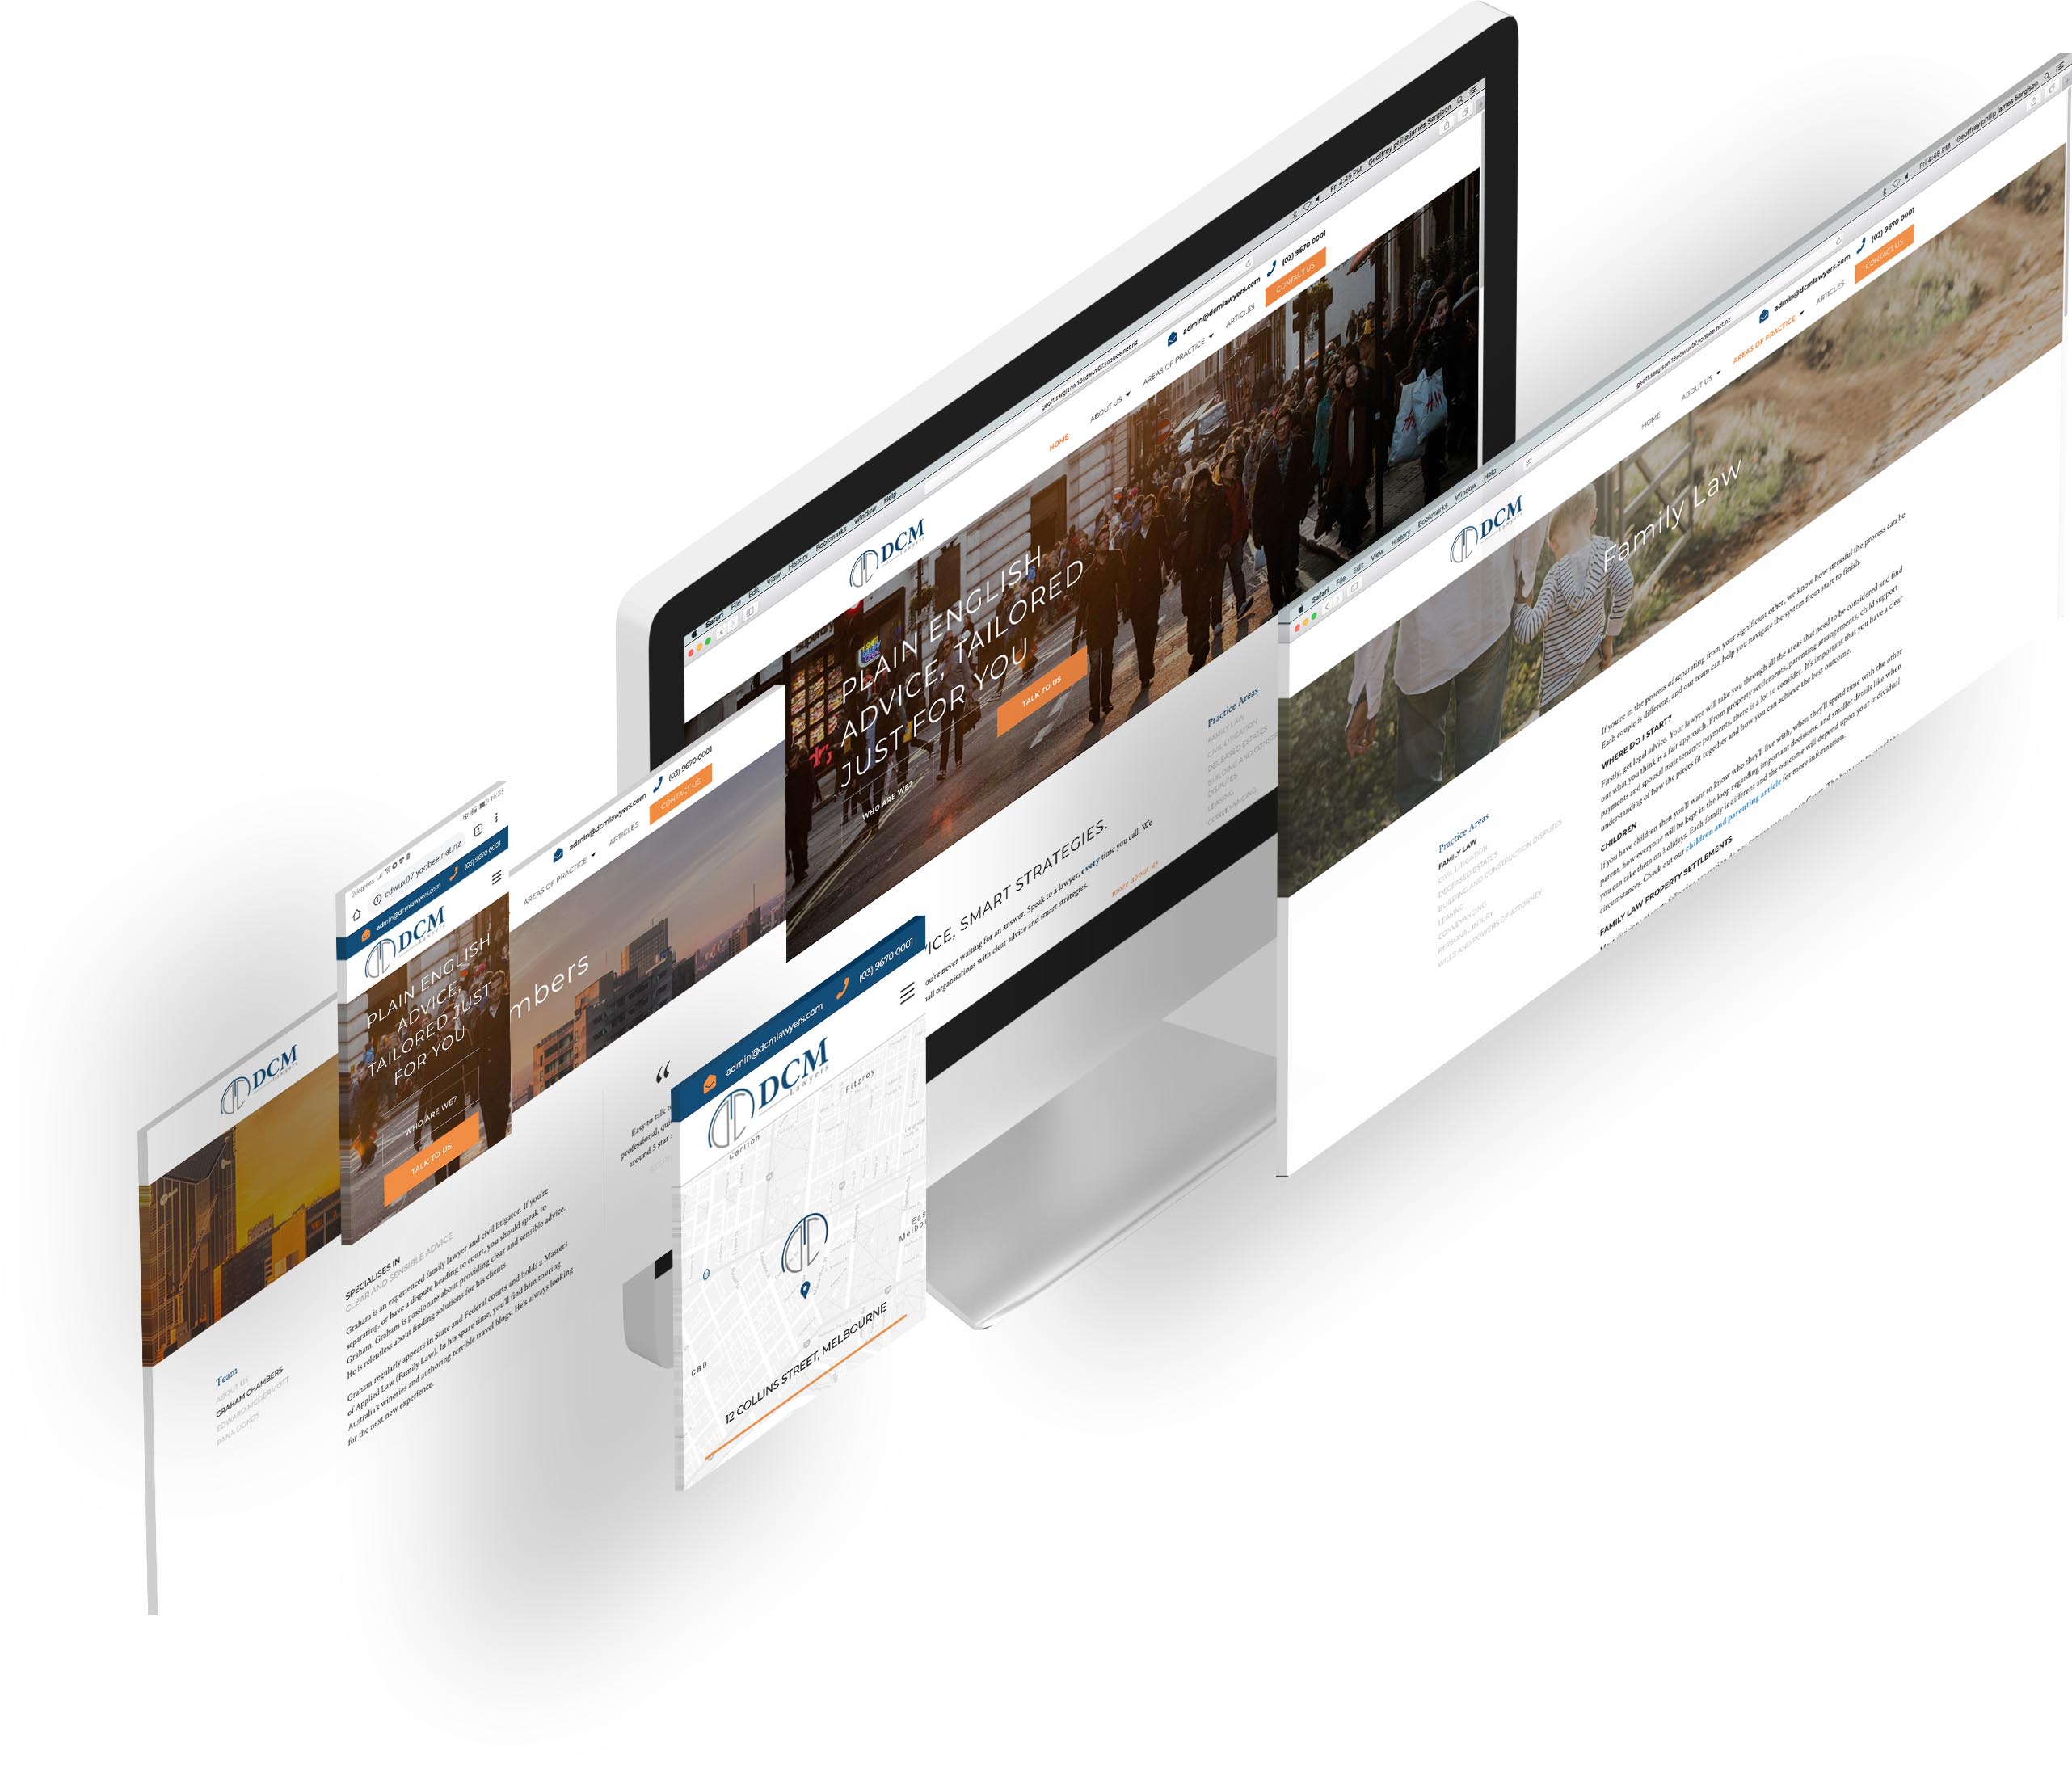 Safari File Edit View History Bookmarks Window Help
Fri 4:45 PM Geoffrey philip james Sargison
geoff.sargison.18cdwux07.yoobee.net.nz
DCM
LAWYERS
admin@dcmlawyers.com
(03) 9670 0001
HOME
ABOUT US
AREAS OF PRACTICE
ARTICLES
CONTACT US
PLAIN ENGLISH
ADVICE, TAILORED
JUST FOR YOU
WHO ARE WE?
TALK TO US
ICE, SMART STRATEGIES.
ou're never waiting for an answer. Speak to a lawyer, every time you call. We
all organisations with clear advice and smart strategies.
more about us
Practice Areas
FAMILY LAW
CIVIL LITIGATION
DECEASED ESTATES
BUILDING AND CONST
DISPUTES
LEASING
CONVEYANCING
Safari File Edit View History Bookmarks Window Help
Fri 4:46 PM Geoffrey philip james Sargison
geoff.sargison.18cdwux07.yoobee.net.nz
DCM
admin@dcmlawyers.com
(03) 9670 0001
HOME
ABOUT US
AREAS OF PRACTICE
ARTICLES
CONTACT US
Family Law
Practice Areas
FAMILY LAW
CIVIL LITIGATION
DECEASED ESTATES
BUILDING AND CONSTRUCTION DISPUTES
BUILDING
LEASING
CONVEYANCING
PERSONAL INJURY
WILLS AND POWERS OF ATTORNEY
If you're in the process of separating from your significant other, we know how stressful the process can be.
Each couple is different, and our team can help you navigate the system from start to finish.
WHERE DO I START?
Firstly, get legal advice. Your lawyer will take you through all the areas that need to be considered and find
out what you think is a fair approach. From property settlements, parenting arrangements, child support
payments and spousal maintenance payments, there is a lot to consider. It's important that you have a clear
understanding of how the pieces fit together and how you can achieve the best outcome.
CHILDREN
If you have children then you'll want to know who they'll live with, when they'll spend time with the other
parent, how everyone will be kept in the loop regarding important decisions, and smaller details like when
you can take them on holidays. Each family is different and the outcome will depend upon your individual
circumstances. Check out our children and parenting article for more information.
FAMILY LAW PROPERTY SETTLEMENTS
2degrees
16:35
cdwux07.yoobee.net.nz
admin@dcmlawyers.com
(03) 9670 0001
DCM
LAWYERS
PLAIN ENGLISH
ADVICE,
TAILORED JUST
FOR YOU
WHO ARE WE?
TALK TO US
DCM
LAWYERS
admin@dcmlawyers.com
(03) 9670 0001
AREAS OF PRACTICE
ARTICLES
CONTACT US
mbers
Team
ABOUT US
GRAHAM CHAMBERS
EDWARD MCDERMOTT
PANA DOKOS
SPECIALISES IN
CLEAR AND SENSIBLE ADVICE
Graham is an experienced family lawyer and civil litigator. If you're
separating, or have a dispute heading to court, you should speak to
Graham. Graham is passionate about providing clear and sensible advice.
He is relentless about finding solutions for his clients.
Graham regularly appears in State and Federal courts and holds a Masters
of Applied Law (Family Law). In his spare time, you'll find him touring
Australia's wineries and authoring terrible travel blogs. He's always looking
for the next new experience.
“
Easy to talk t
professional, qu
around 5 star
admin@dcmlawyers.com
(03) 9670 0001
DCM
Lawyers
Fitzroy
Carlton
Eas
Melbo
CBD
12 COLLINS STREET, MELBOURNE